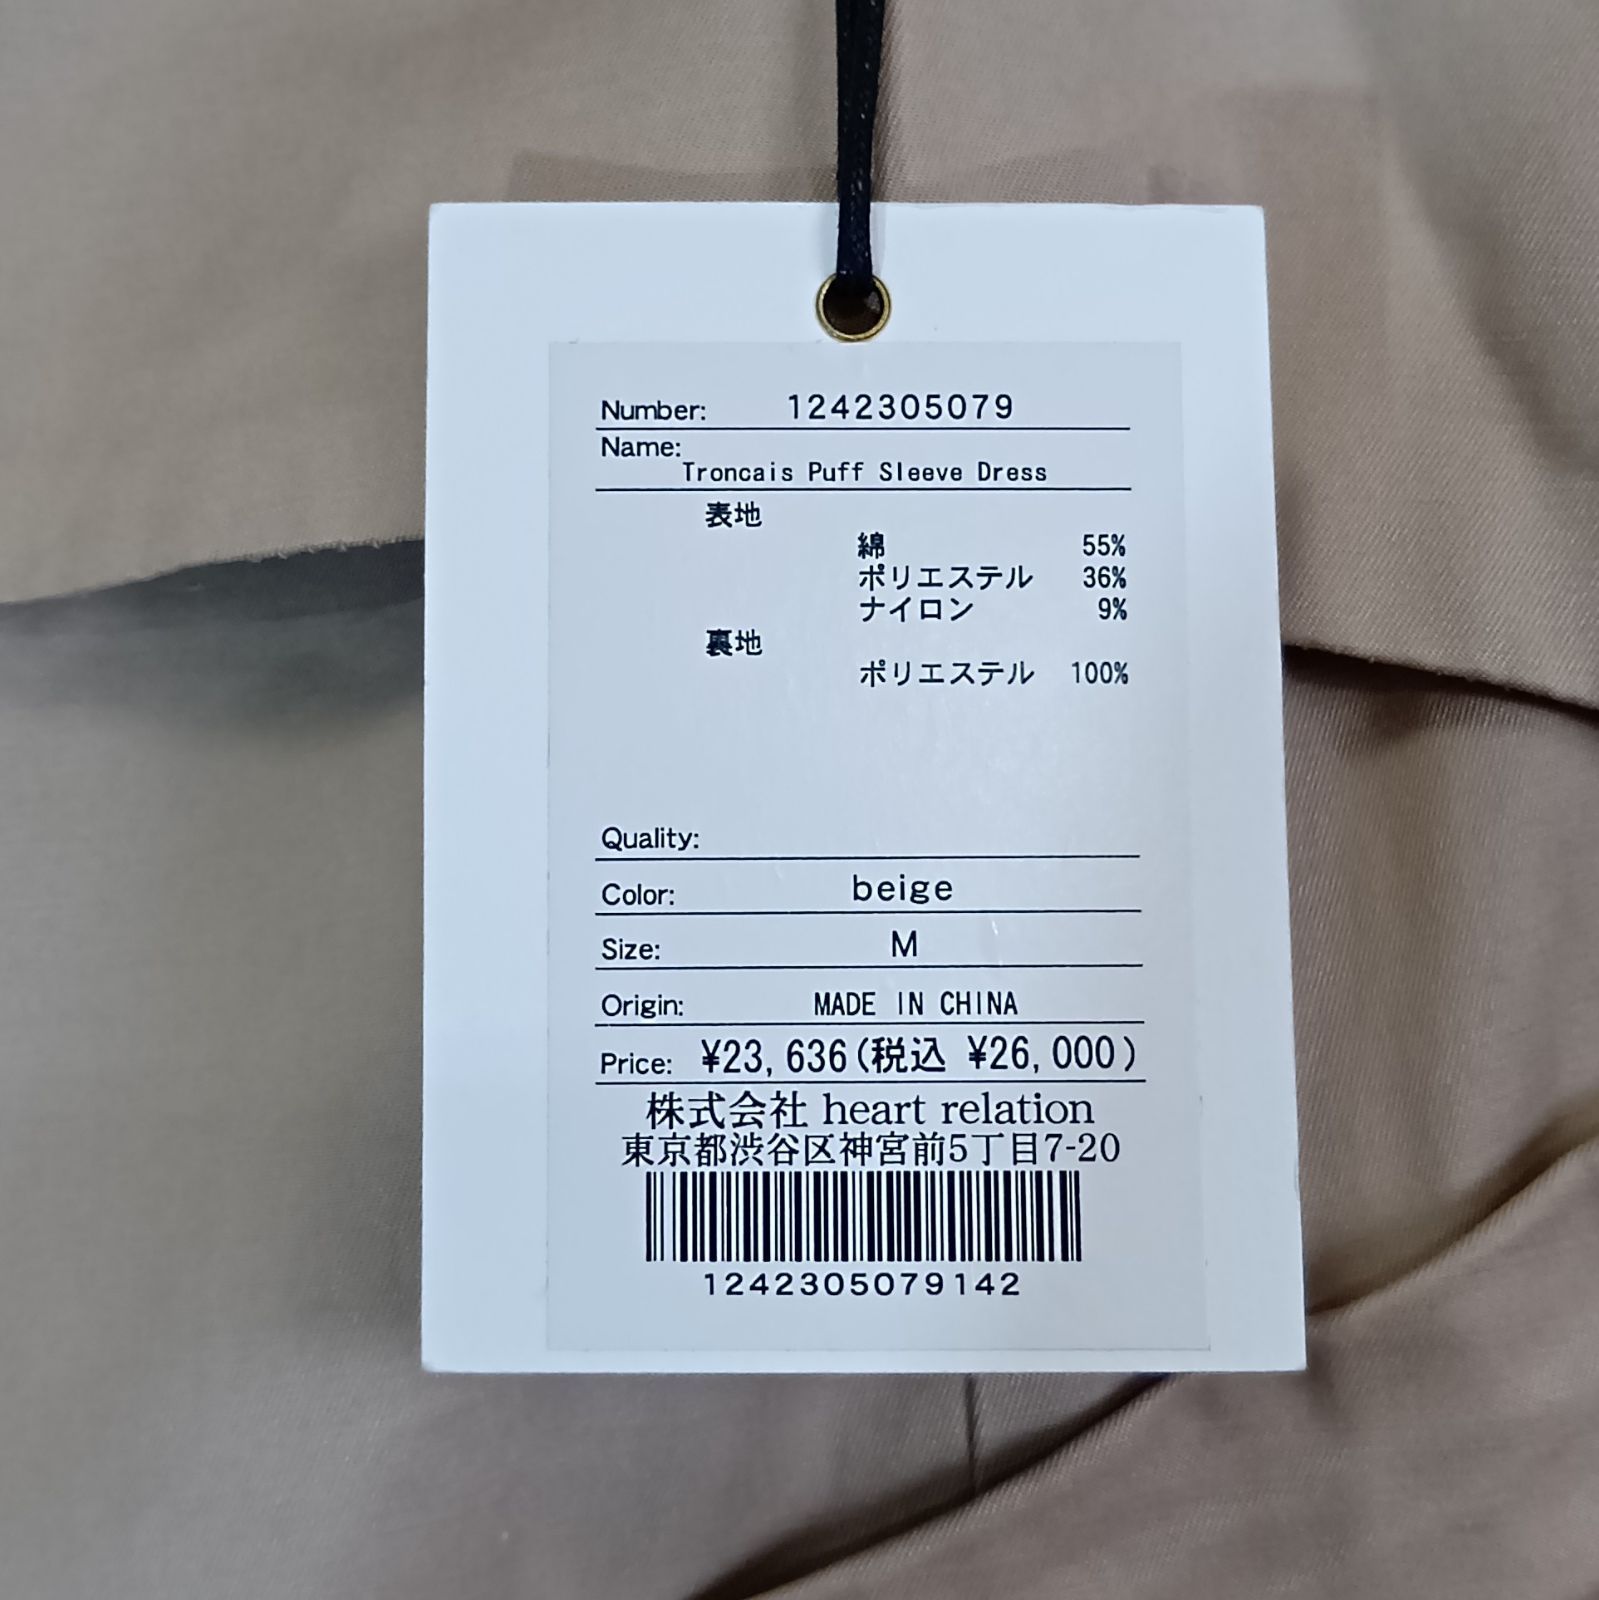 Number: 1242305079
Name:
Troncais Puff Sleeve Dress
表地
綿 55%
ポリエステル 36%
ナイロン 9%
裏地
ポリエステル 100%
Quality:
Color: beige
Size: M
Origin: MADE IN CHINA
Price: ¥23,636(税込 ¥26,000)
株式会社 heart relation
東京都渋谷区神宮前5丁目7-20
1242305079142